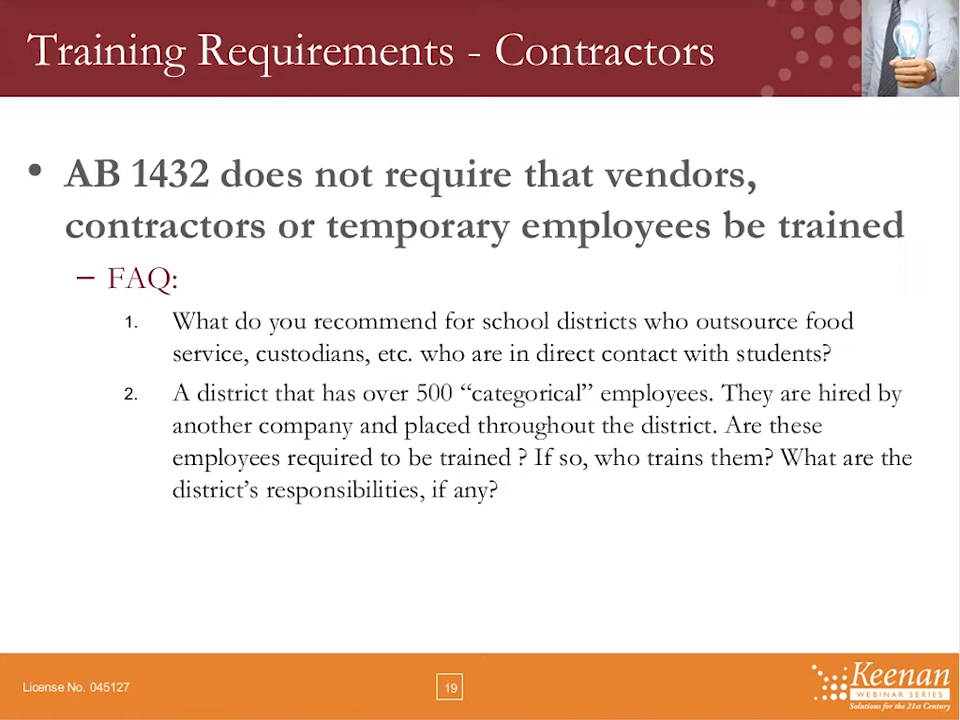 Training Requirements - Contractors
• AB 1432 does not require that vendors,
contractors or temporary employees be trained
– FAQ:
1. What do you recommend for school districts who outsource food
service, custodians, etc. who are in direct contact with students?
2. A district that has over 500 “categorical” employees. They are hired by
another company and placed throughout the district. Are these
employees required to be trained ? If so, who trains them? What are the
district’s responsibilities, if any?
License No. 045127
19
Keenan
WEBINAR SERIES
Solutions for the 21st Century